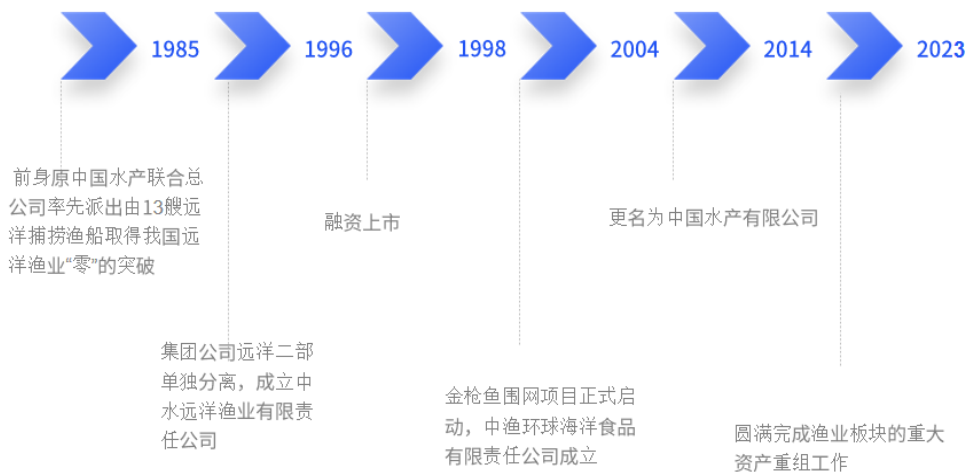 1985
1996
1998
2004
2014
2023
前身原中国水产联合总
公司率先派出由13艘远
洋捕捞渔船取得我国远
洋渔业“零”的突破
融资上市
更名为中国水产有限公司
集团公司远洋二部
单独分离，成立中
水远洋渔业有限责
任公司
金枪鱼围网项目正式启
动，中渔环球海洋食品
有限责任公司成立
圆满完成渔业板块的重大
资产重组工作